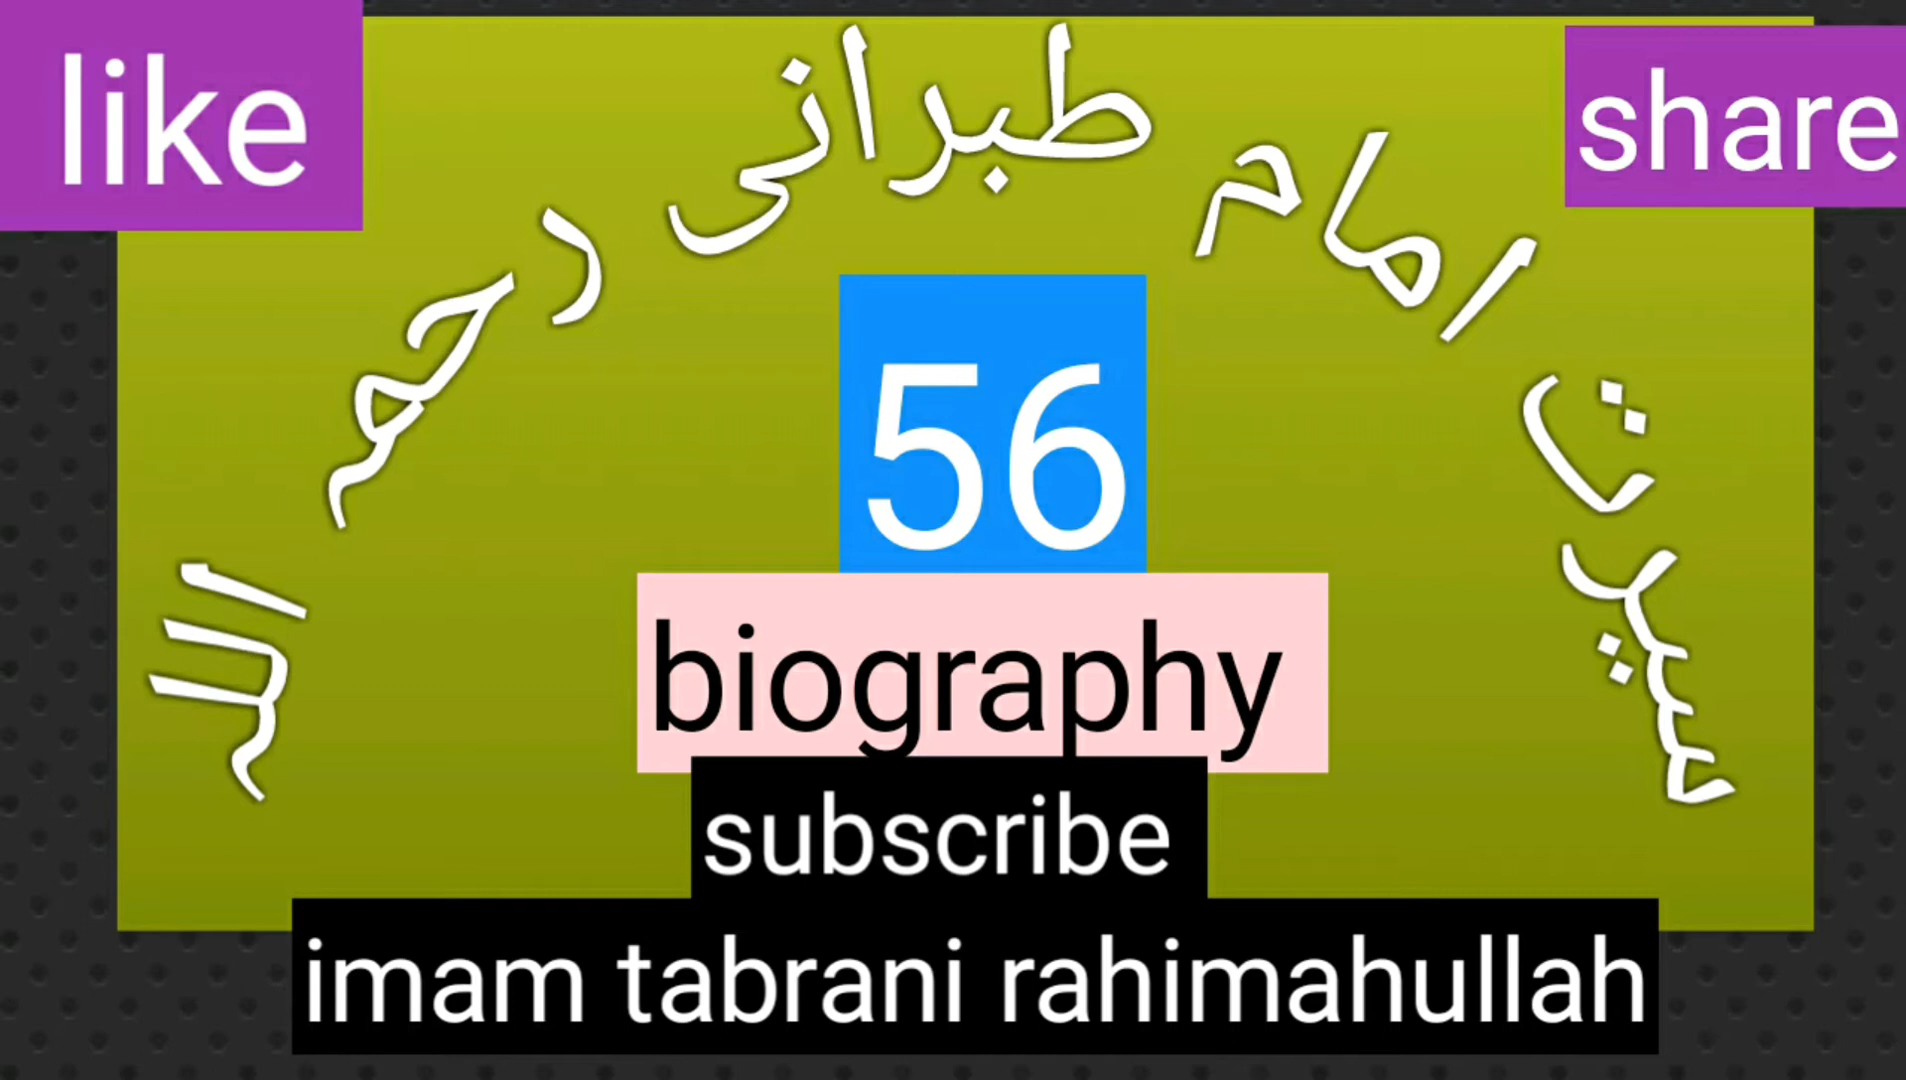 like
share
سیرت امام طبرانی رحمہ اللہ
56
biography
subscribe
imam tabrani rahimahullah